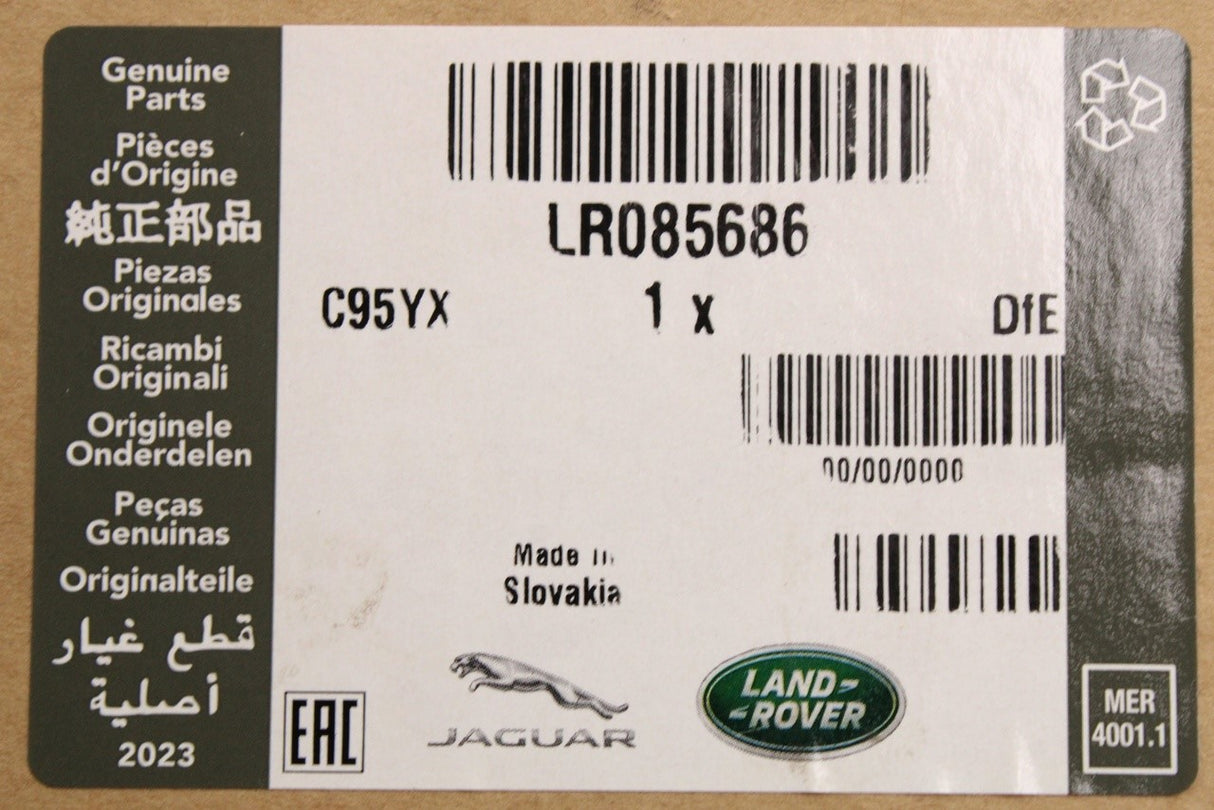 Genuine
Parts
Pièces
d'Origine
純正部品
Piezas
Originales
Ricambi
Originali
Originele
Onderdelen
Peças
Genuinas
Originalteile
قطع غيار
أصلية
2023
LR085686
C95YX 1 x DfE
00/00/0000
Made in
Slovakia
EAC
JAGUAR
LAND-
-ROVER
MER
4001.1